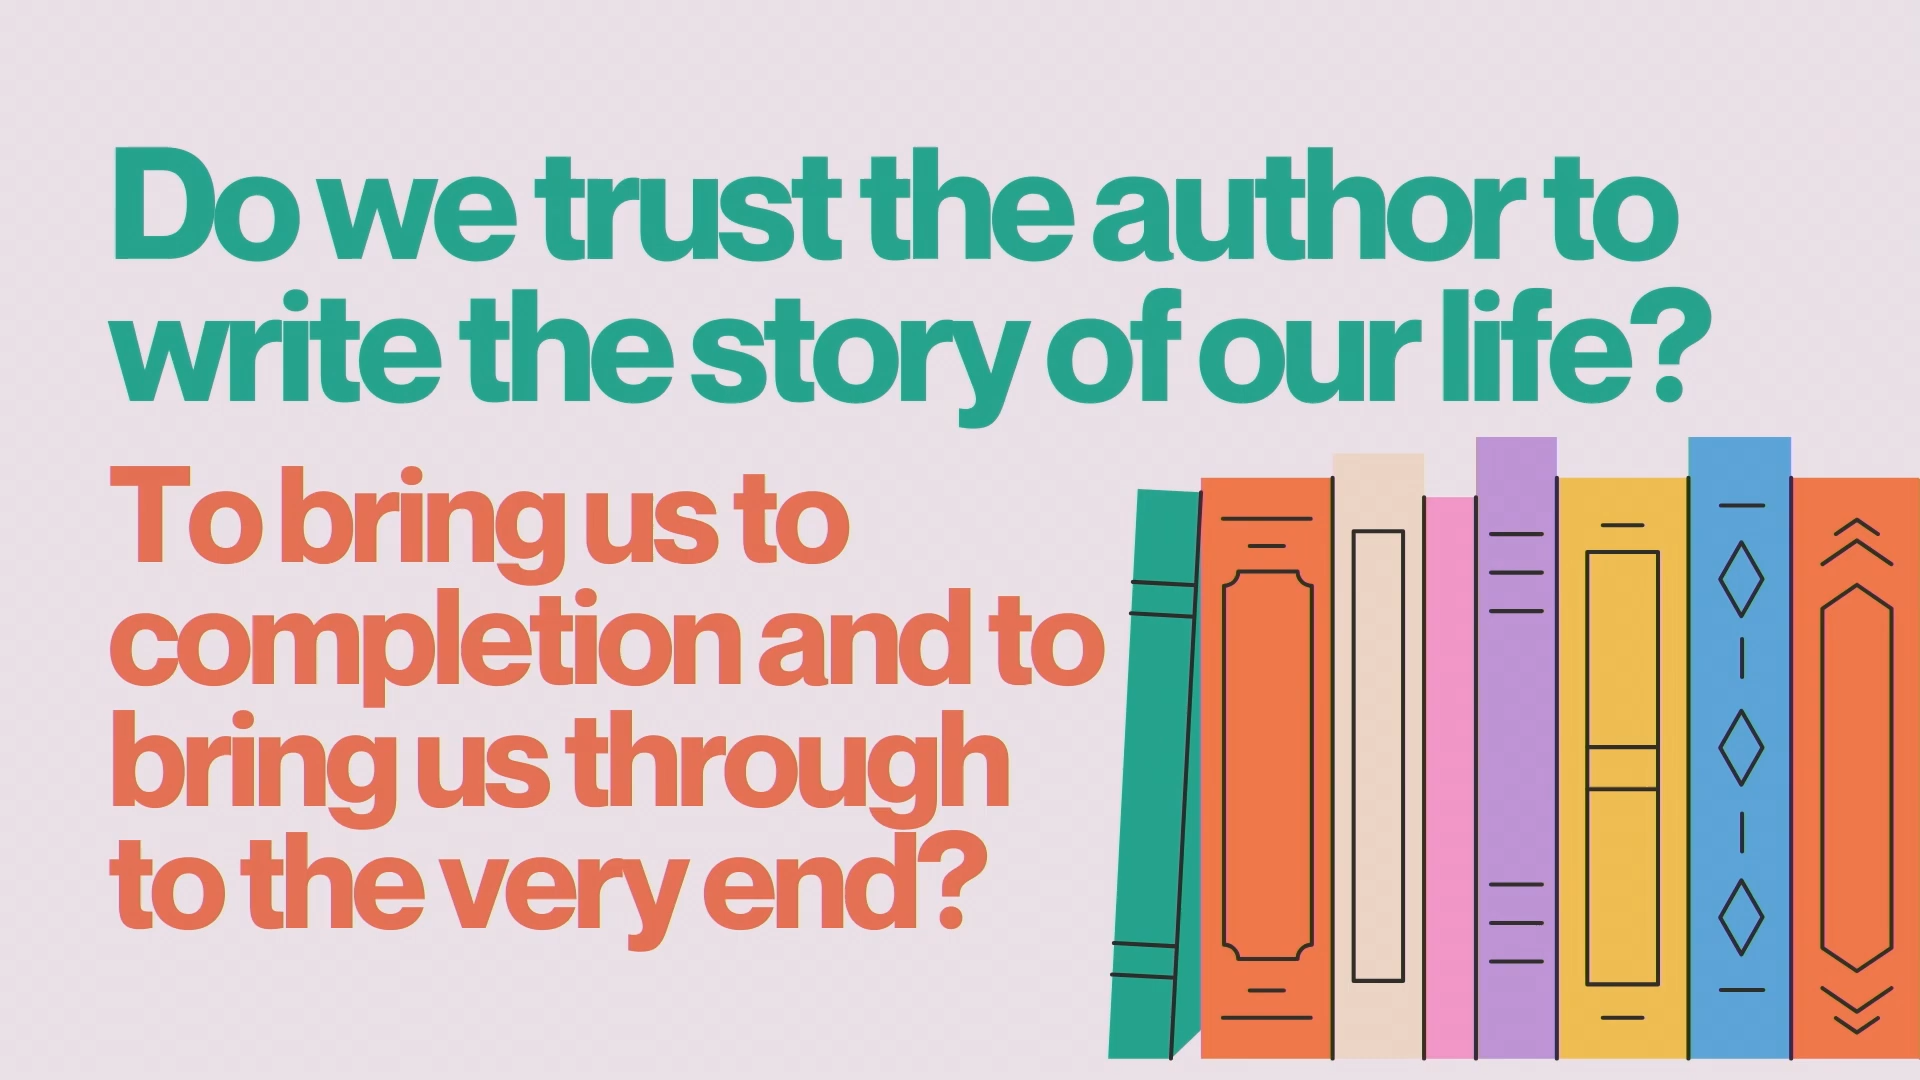 Do we trust the author to
write the story of our life?
To bring us to
completion and to
bring us through
to the very end?